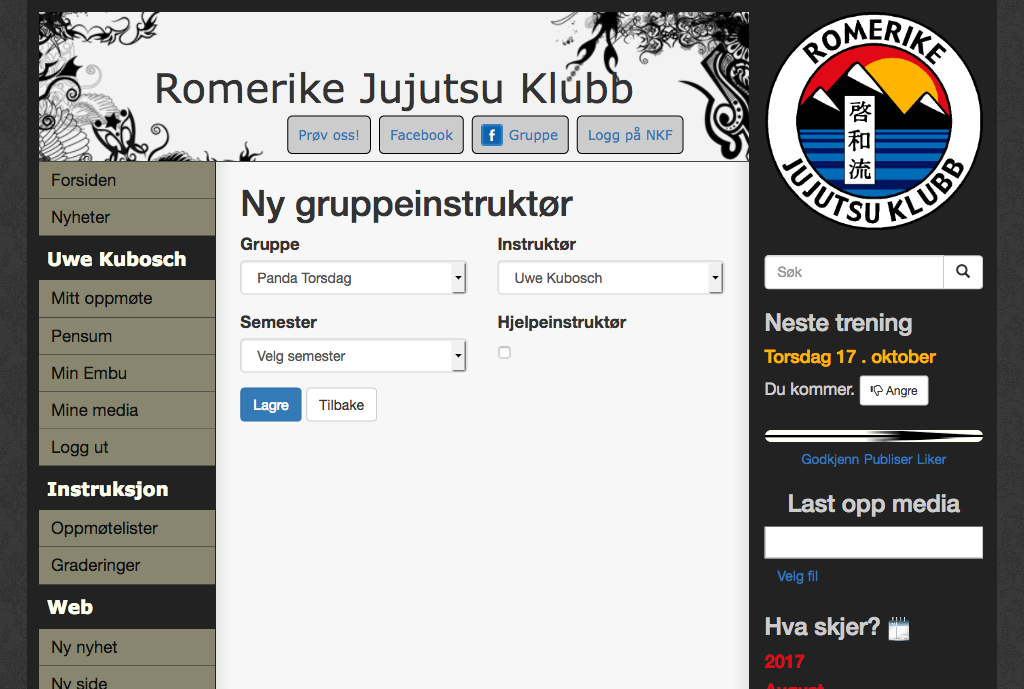 Romerike Jujutsu Klubb
Prøv oss!
Facebook
Gruppe
Logg på NKF
Forsiden
Nyheter
Uwe Kubosch
Mitt oppmøte
Pensum
Min Embu
Mine media
Logg ut
Instruksjon
Oppmøtelister
Graderinger
Web
Ny nyhet
Ny side
Ny gruppeinstruktør
Gruppe
Instruktør
Panda Torsdag
Uwe Kubosch
Semester
Hjelpeinstruktør
Velg semester
Lagre
Tilbake
ROMERIKE
啓和流
JUJUTSU KLUBB
Søk
Neste trening
Torsdag 17 . oktober
Du kommer.
Angre
Godkjenn Publiser Liker
Last opp media
Velg fil
Hva skjer?
2017
August